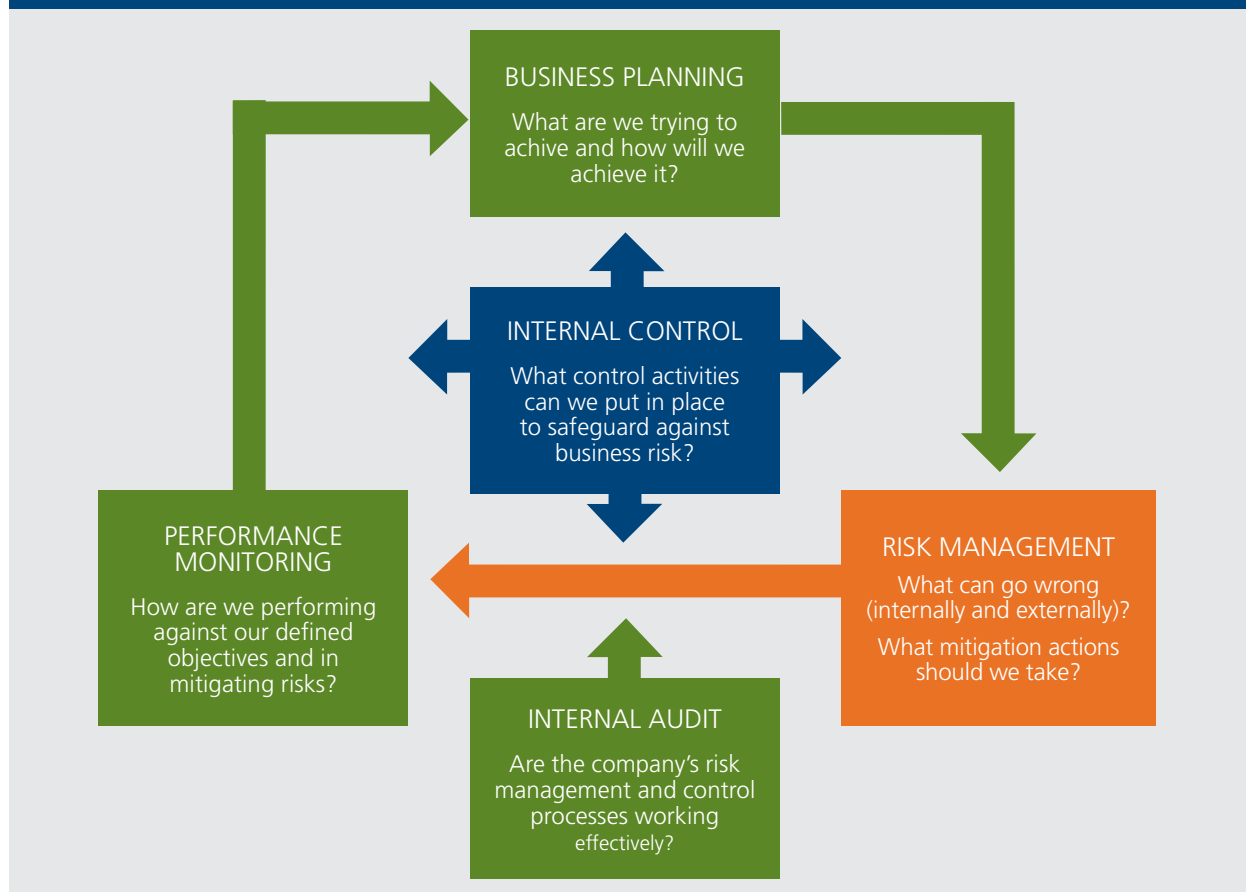 BUSINESS PLANNING
What are we trying to
achive and how will we
achieve it?
INTERNAL CONTROL
What control activities
can we put in place
to safeguard against
business risk?
PERFORMANCE
MONITORING
How are we performing
against our defined
objectives and in
mitigating risks?
RISK MANAGEMENT
What can go wrong
(internally and externally)?
What mitigation actions
should we take?
INTERNAL AUDIT
Are the company’s risk
management and control
processes working
effectively?